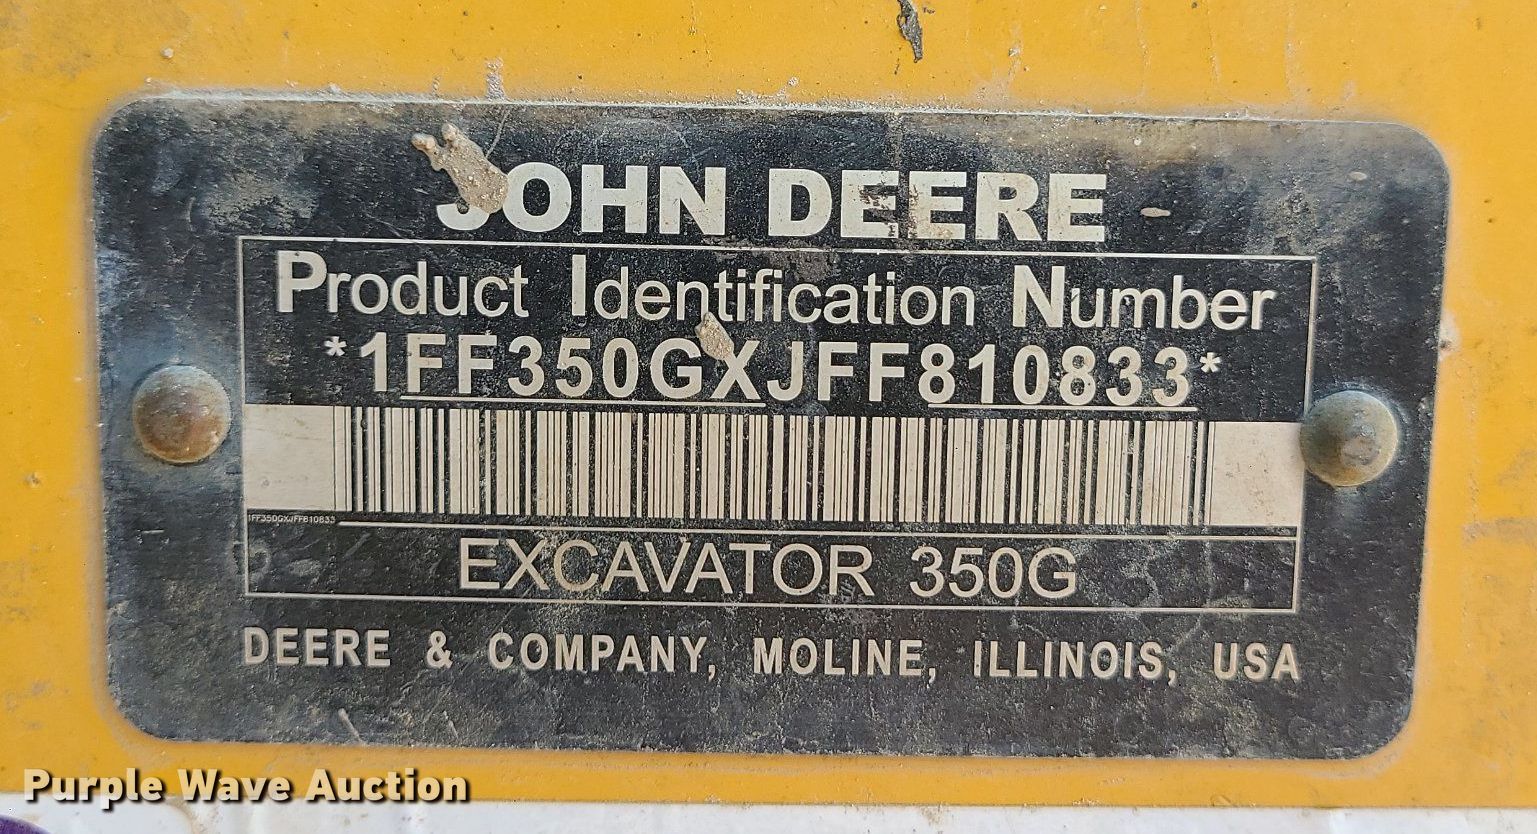 JOHN DEERE
Product Identification Number
*1FF350GXJFF810833*
1FF350GXJFF810833
EXCAVATOR 350G
DEERE & COMPANY, MOLINE, ILLINOIS, USA
Purple Wave Auction